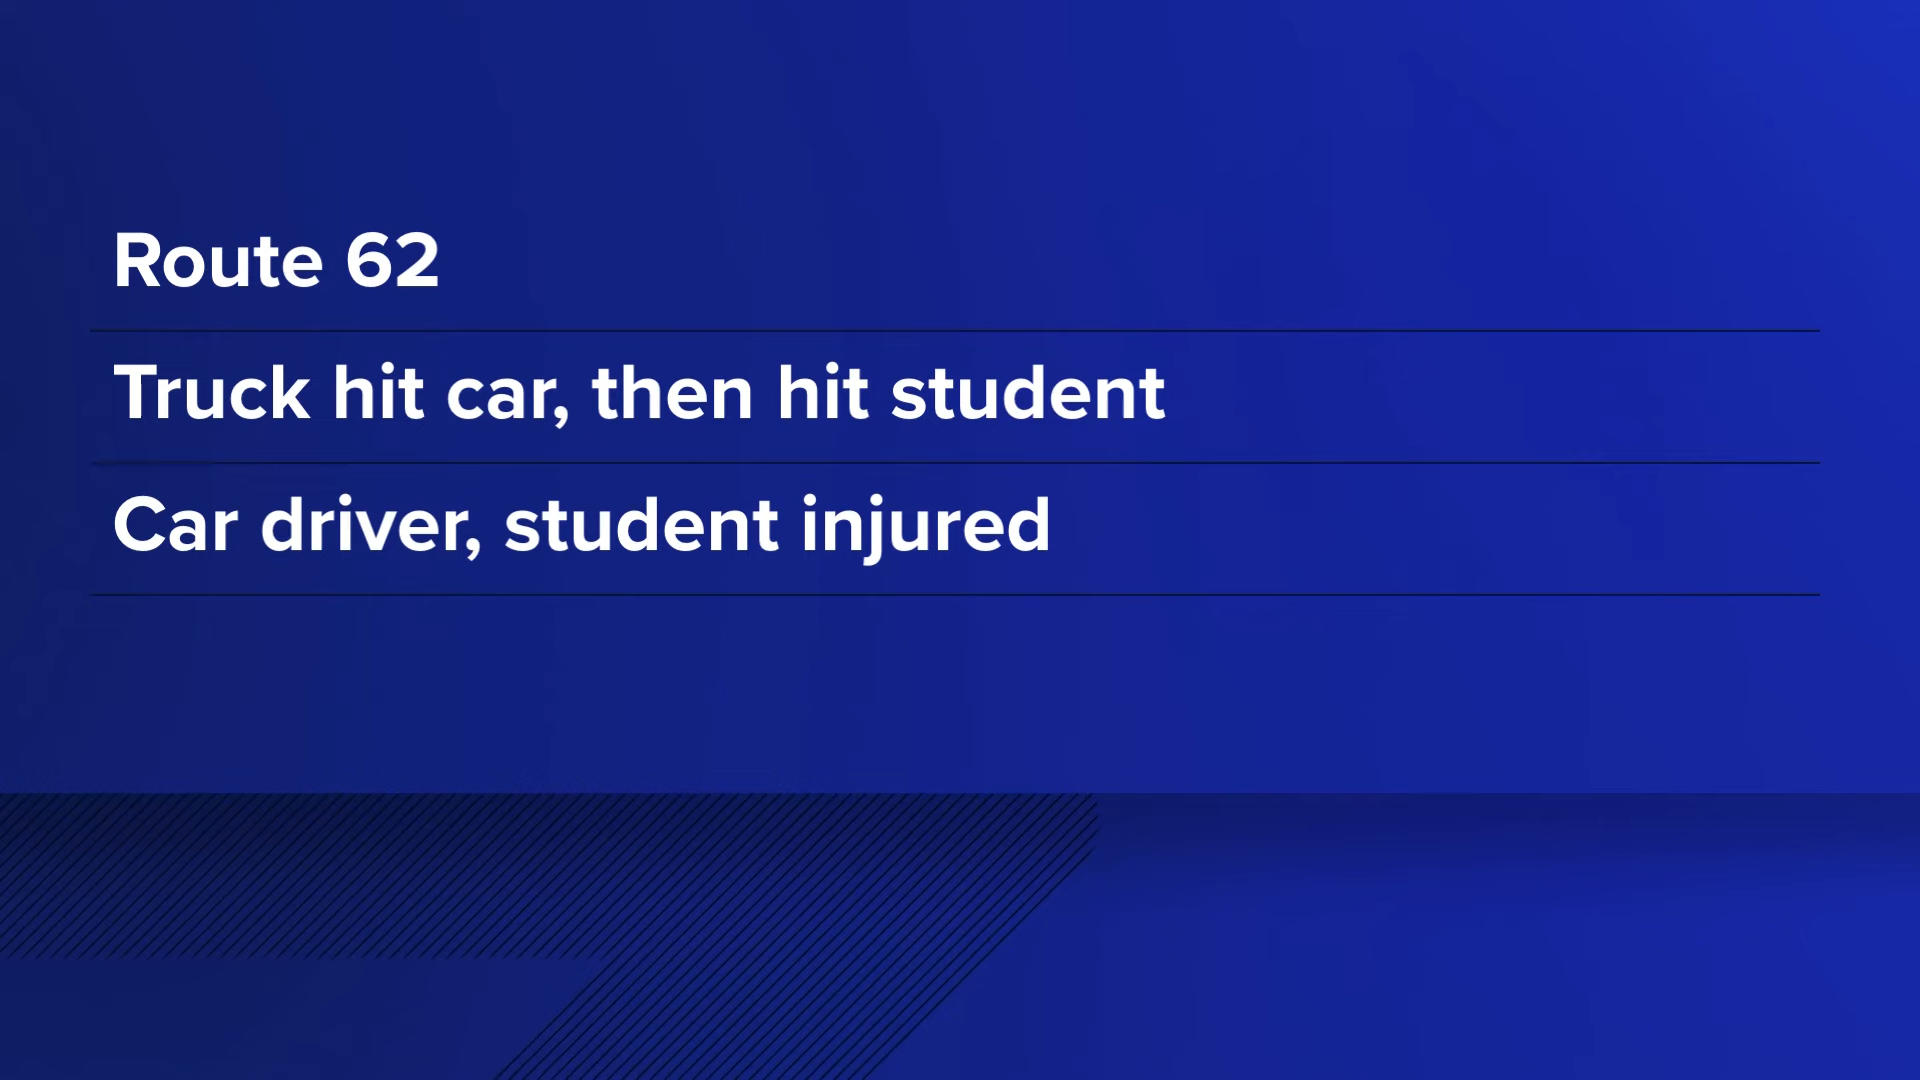 Route 62
Truck hit car, then hit student
Car driver, student injured